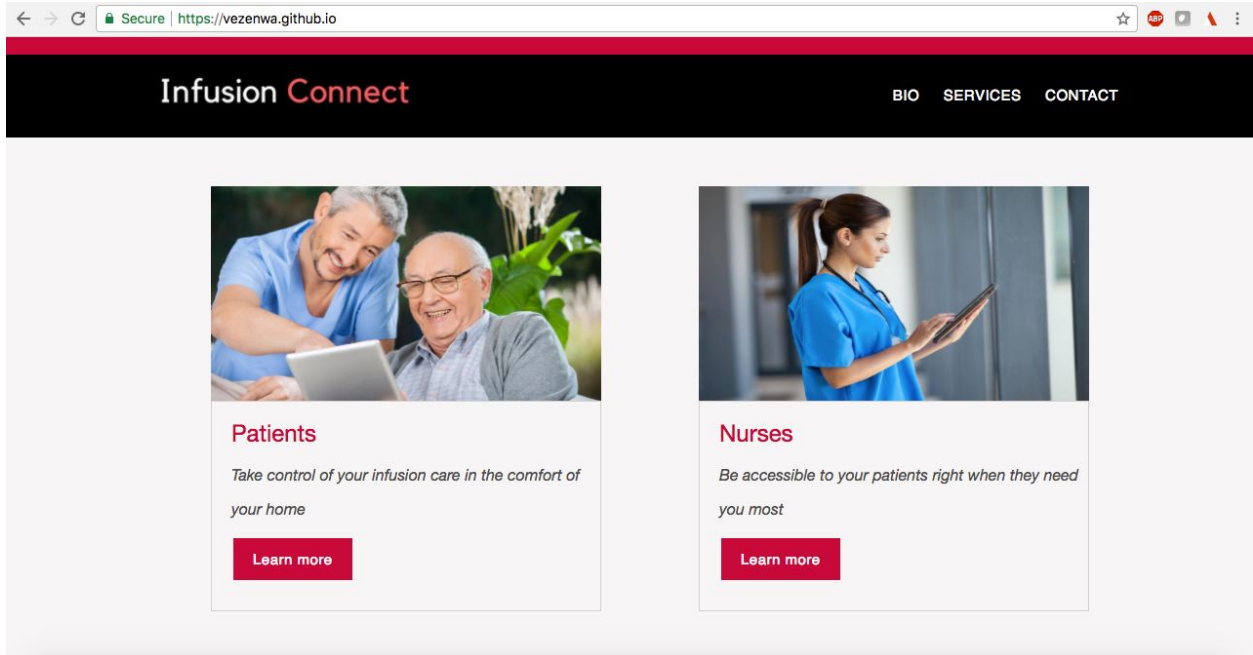 Secure | https://vezenwa.github.io
ABP
Infusion Connect
BIO SERVICES CONTACT
Patients
Take control of your infusion care in the comfort of
your home
Learn more
Nurses
Be accessible to your patients right when they need
you most
Learn more